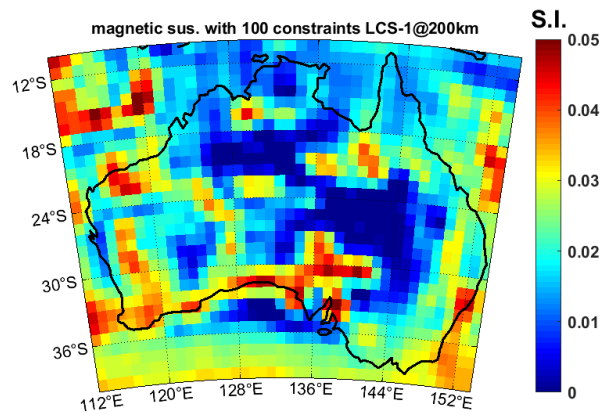 magnetic sus. with 100 constraints LCS-1@200km
S.I.
0.05
0.04
0.03
0.02
0.01
0
12°S
18°S
24°S
30°S
36°S
112°E
120°E
128°E
136°E
144°E
152°E